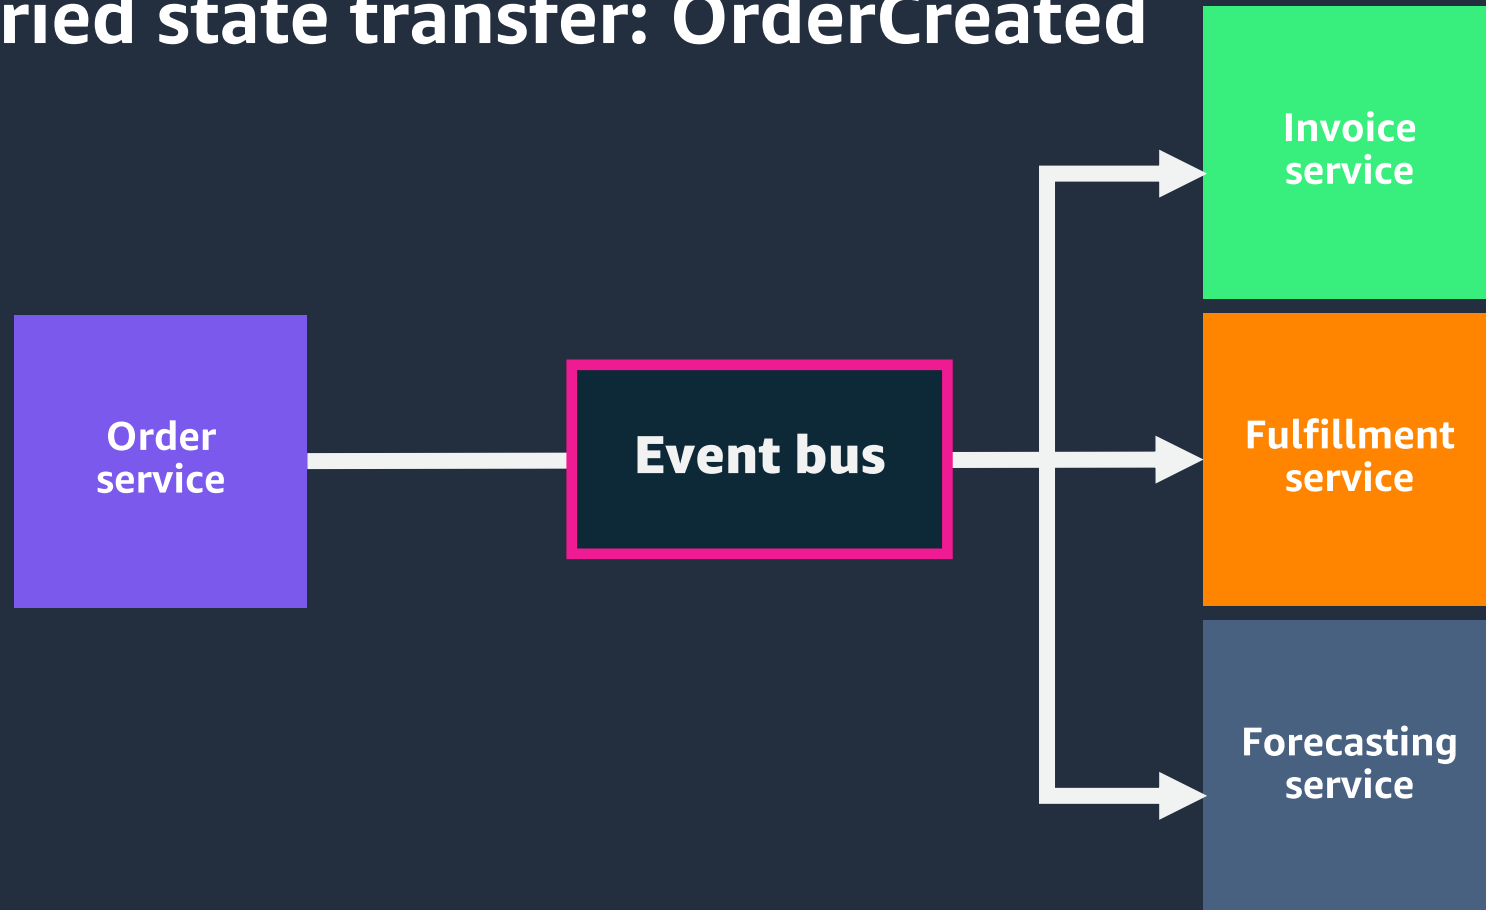 ried state transfer: OrderCreated
Invoice
service
Order
service
Event bus
Fulfillment
service
Forecasting
service